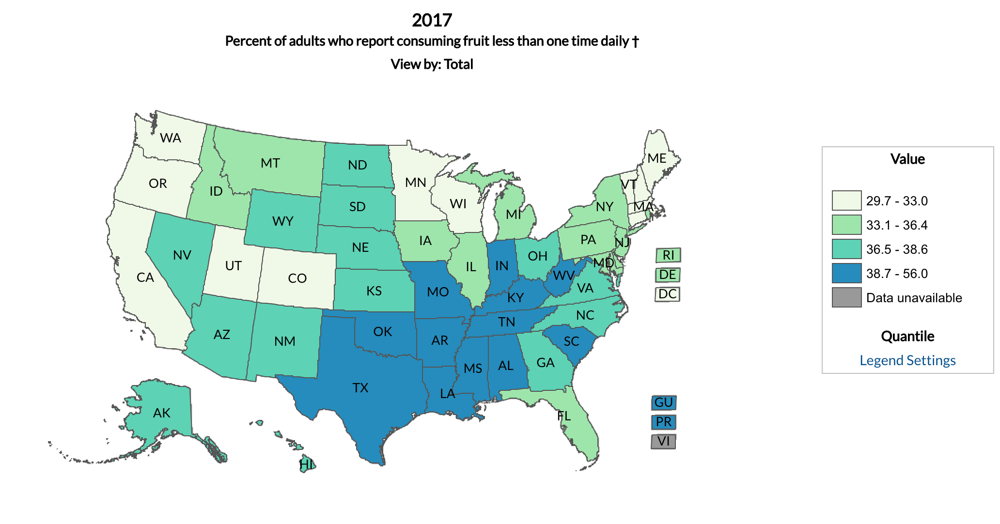 2017
Percent of adults who report consuming fruit less than one time daily †
View by: Total
WA
OR
CA
NV
ID
MT
WY
UT
CO
AZ
NM
ND
SD
NE
KS
OK
TX
MN
IA
MO
AR
LA
WI
IL
MI
IN
OH
KY
TN
MS
AL
GA
FL
SC
NC
VA
WV
MD
PA
NJ
NY
VT
MA
ME
AK
HI
RI
DE
DC
GU
PR
VI
Value
29.7 - 33.0
33.1 - 36.4
36.5 - 38.6
38.7 - 56.0
Data unavailable
Quantile
Legend Settings